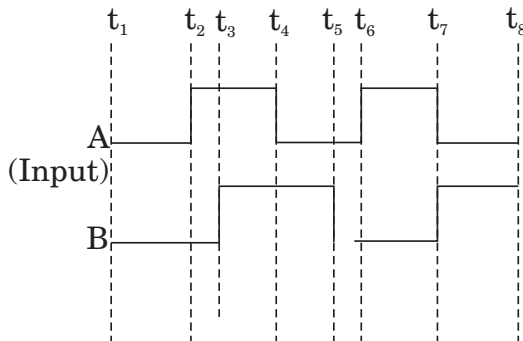 t₁ t₂ t₃ t₄ t₅ t₆ t₇ t₈
A
(Input)
B